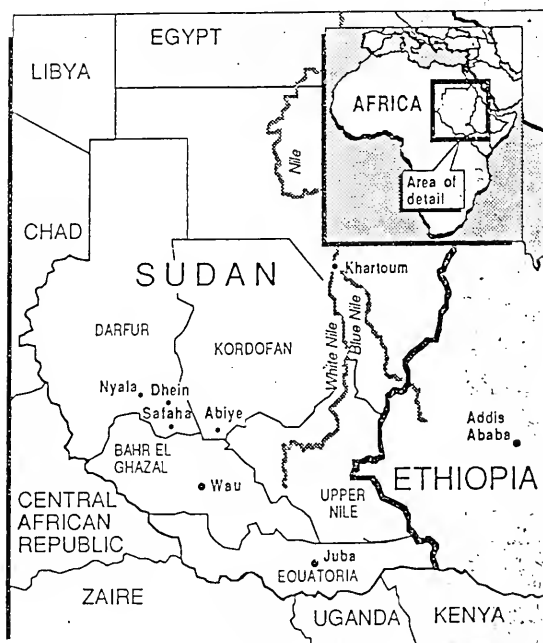 EGYPT
LIBYA
AFRICA
Area of
detail
Nile
CHAD
SUDAN
Khartoum
White Nile
Blue Nile
DARFUR
KORDOFAN
Nyala
Dhein
Safaha
Abiye
Addis
Ababa
BAHR EL
GHAZAL
Wau
ETHIOPIA
UPPER
NILE
CENTRAL
AFRICAN
REPUBLIC
Juba
EQUATORIA
ZAIRE
UGANDA
KENYA